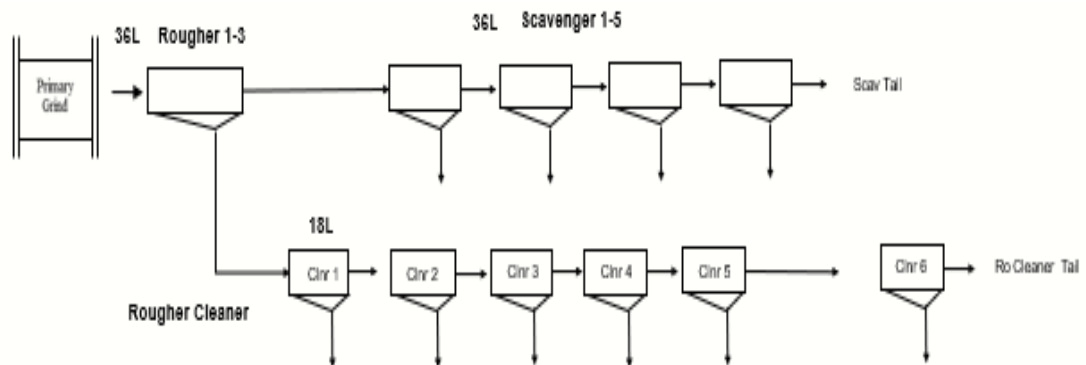 36L Rougher 1-3
36L Scavenger 1-5
Primary
Grind
Scav Tail
18L
Clnr 1
Clnr 2
Clnr 3
Clnr 4
Clnr 5
Clnr 6
Ro Cleaner Tail
Rougher Cleaner